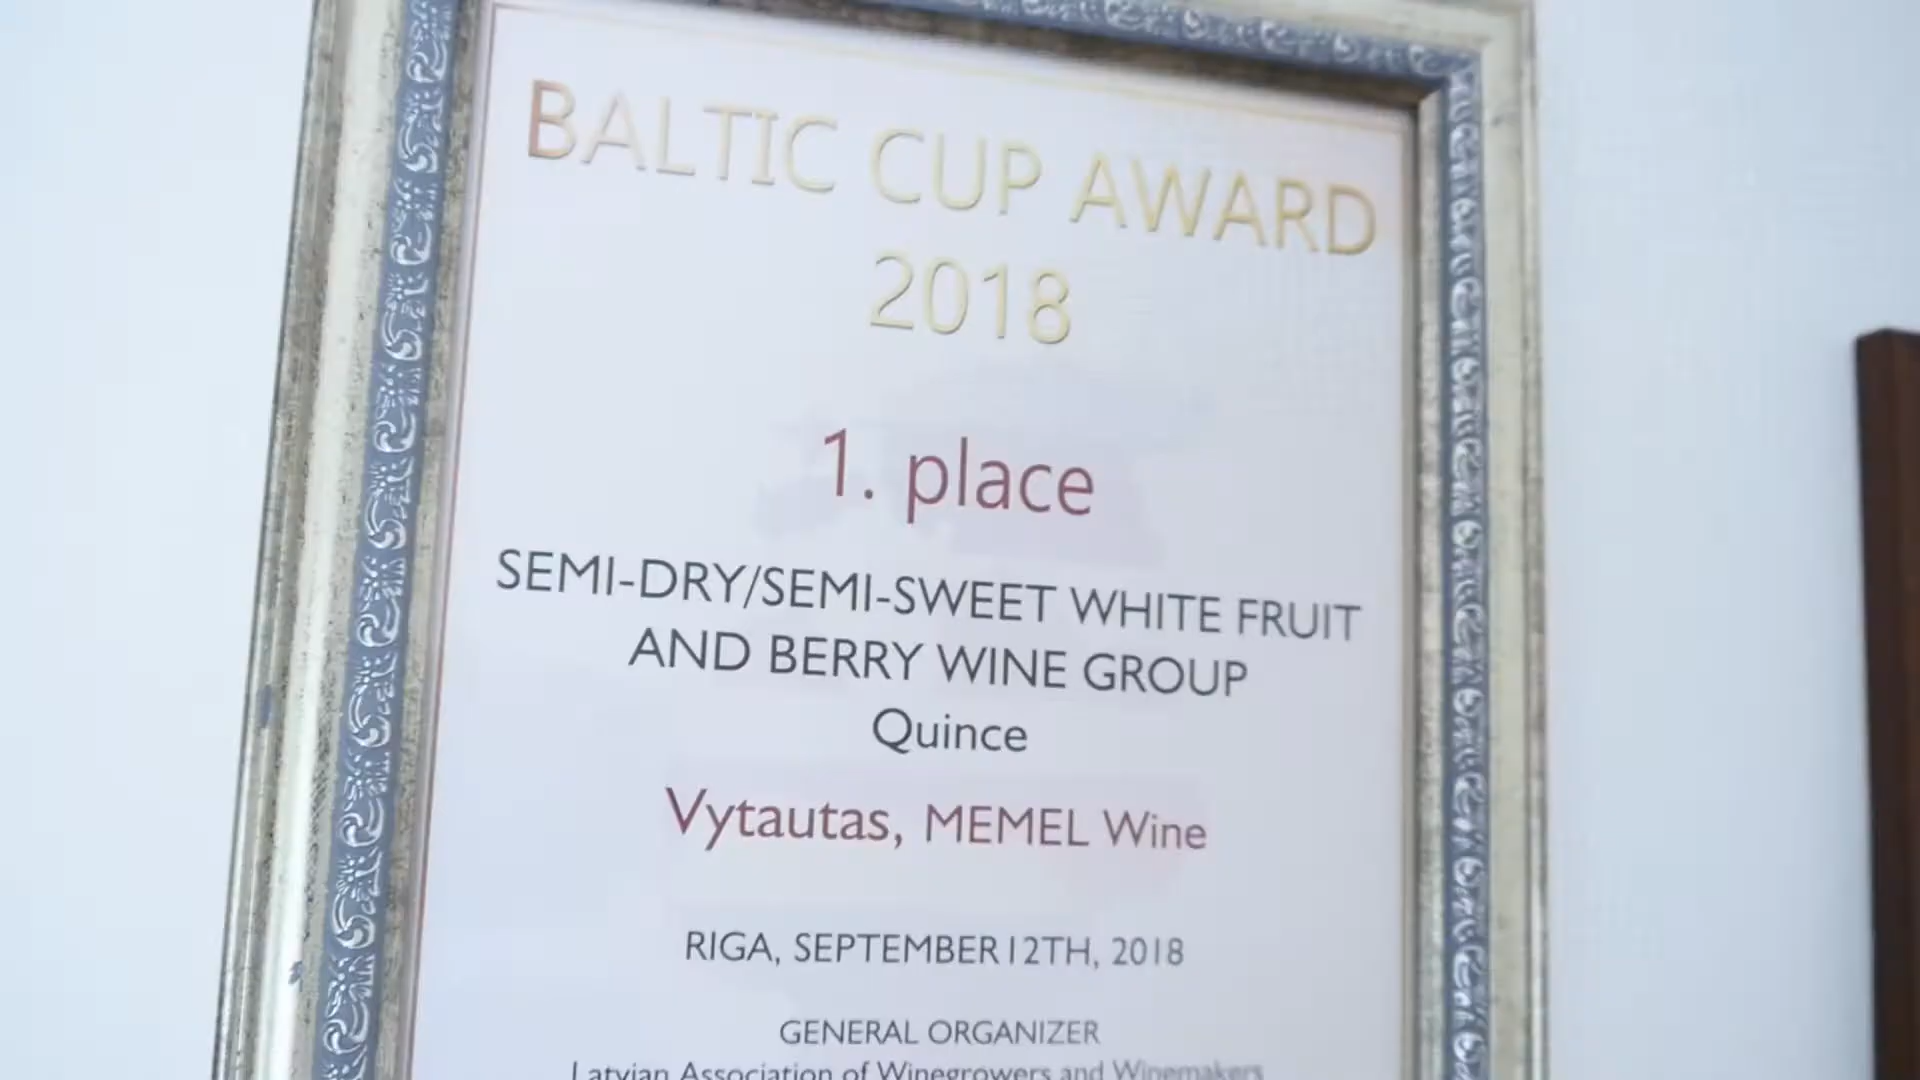 BALTIC CUP AWARD
2018
1. place
SEMI-DRY/SEMI-SWEET WHITE FRUIT
AND BERRY WINE GROUP
Quince
Vytautas, MEMEL Wine
RIGA, SEPTEMBER 12TH, 2018
GENERAL ORGANIZER
Latvian Association of Winegrowers and Winemakers